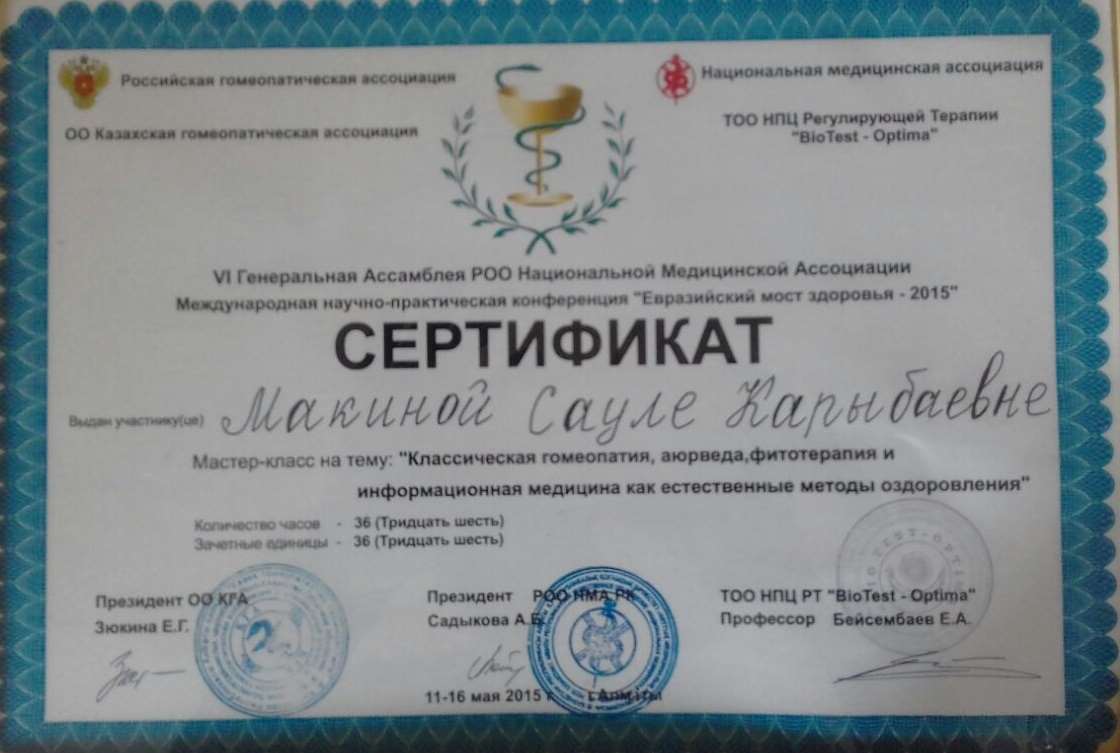 Российская гомеопатическая ассоциация
ОО Казахская гомеопатическая ассоциация
Национальная медицинская ассоциация
ТОО НПЦ Регулирующей Терапии
"BioTest - Optima"
VI Генеральная Ассамблея РОО Национальной Медицинской Ассоциации
Международная научно-практическая конференция "Евразийский мост здоровья - 2015"
СЕРТИФИКАТ
Выдан участнику(це) Макиной Сауле Карыбаевне
Мастер-класс на тему: "Классическая гомеопатия, аюрведа,фитотерапия и
информационная медицина как естественные методы оздоровления"
Количество часов - 36 (Тридцать шесть)
Зачетные единицы - 36 (Тридцать шесть)
Президент ОО КГА
Зюкина Е.Г.
Президент РОО НМА РК
Садыкова А.Б.
ТОО НПЦ РТ "BioTest - Optima"
Профессор Бейсембаев Е.А.
11-16 мая 2015 г. г.Алматы